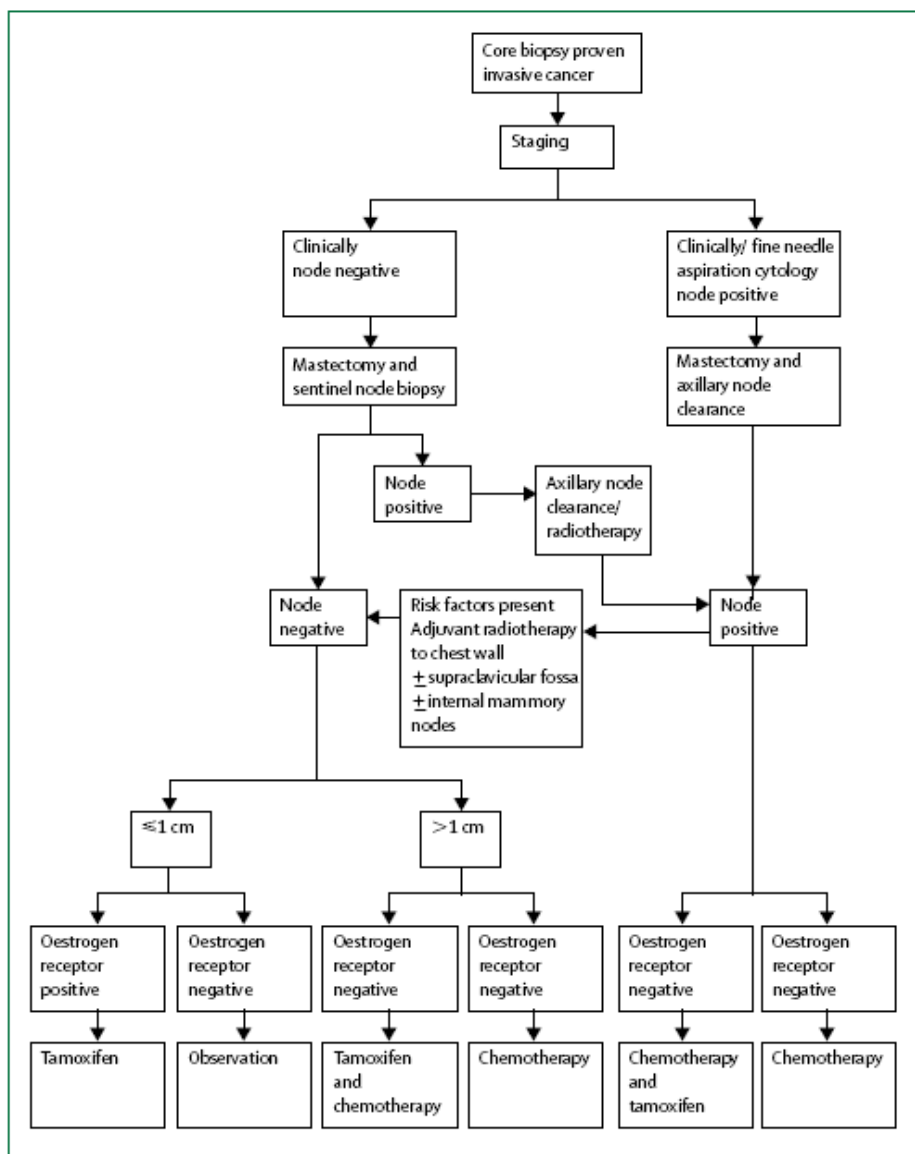 Core biopsy proven
invasive cancer
Staging
Clinically
node negative
Clinically/ fine needle
aspiration cytology
node positive
Mastectomy and
sentinel node biopsy
Mastectomy and
axillary node
clearance
Node
positive
Axillary node
clearance/
radiotherapy
Node
negative
Risk factors present
Adjuvant radiotherapy
to chest wall
± supraclavicular fossa
± internal mammory
nodes
Node
positive
≤1 cm
>1 cm
Oestrogen
receptor
positive
Oestrogen
receptor
negative
Oestrogen
receptor
negative
Oestrogen
receptor
negative
Oestrogen
receptor
negative
Oestrogen
receptor
negative
Tamoxifen
Observation
Tamoxifen
and
chemotherapy
Chemotherapy
Chemotherapy
and
tamoxifen
Chemotherapy